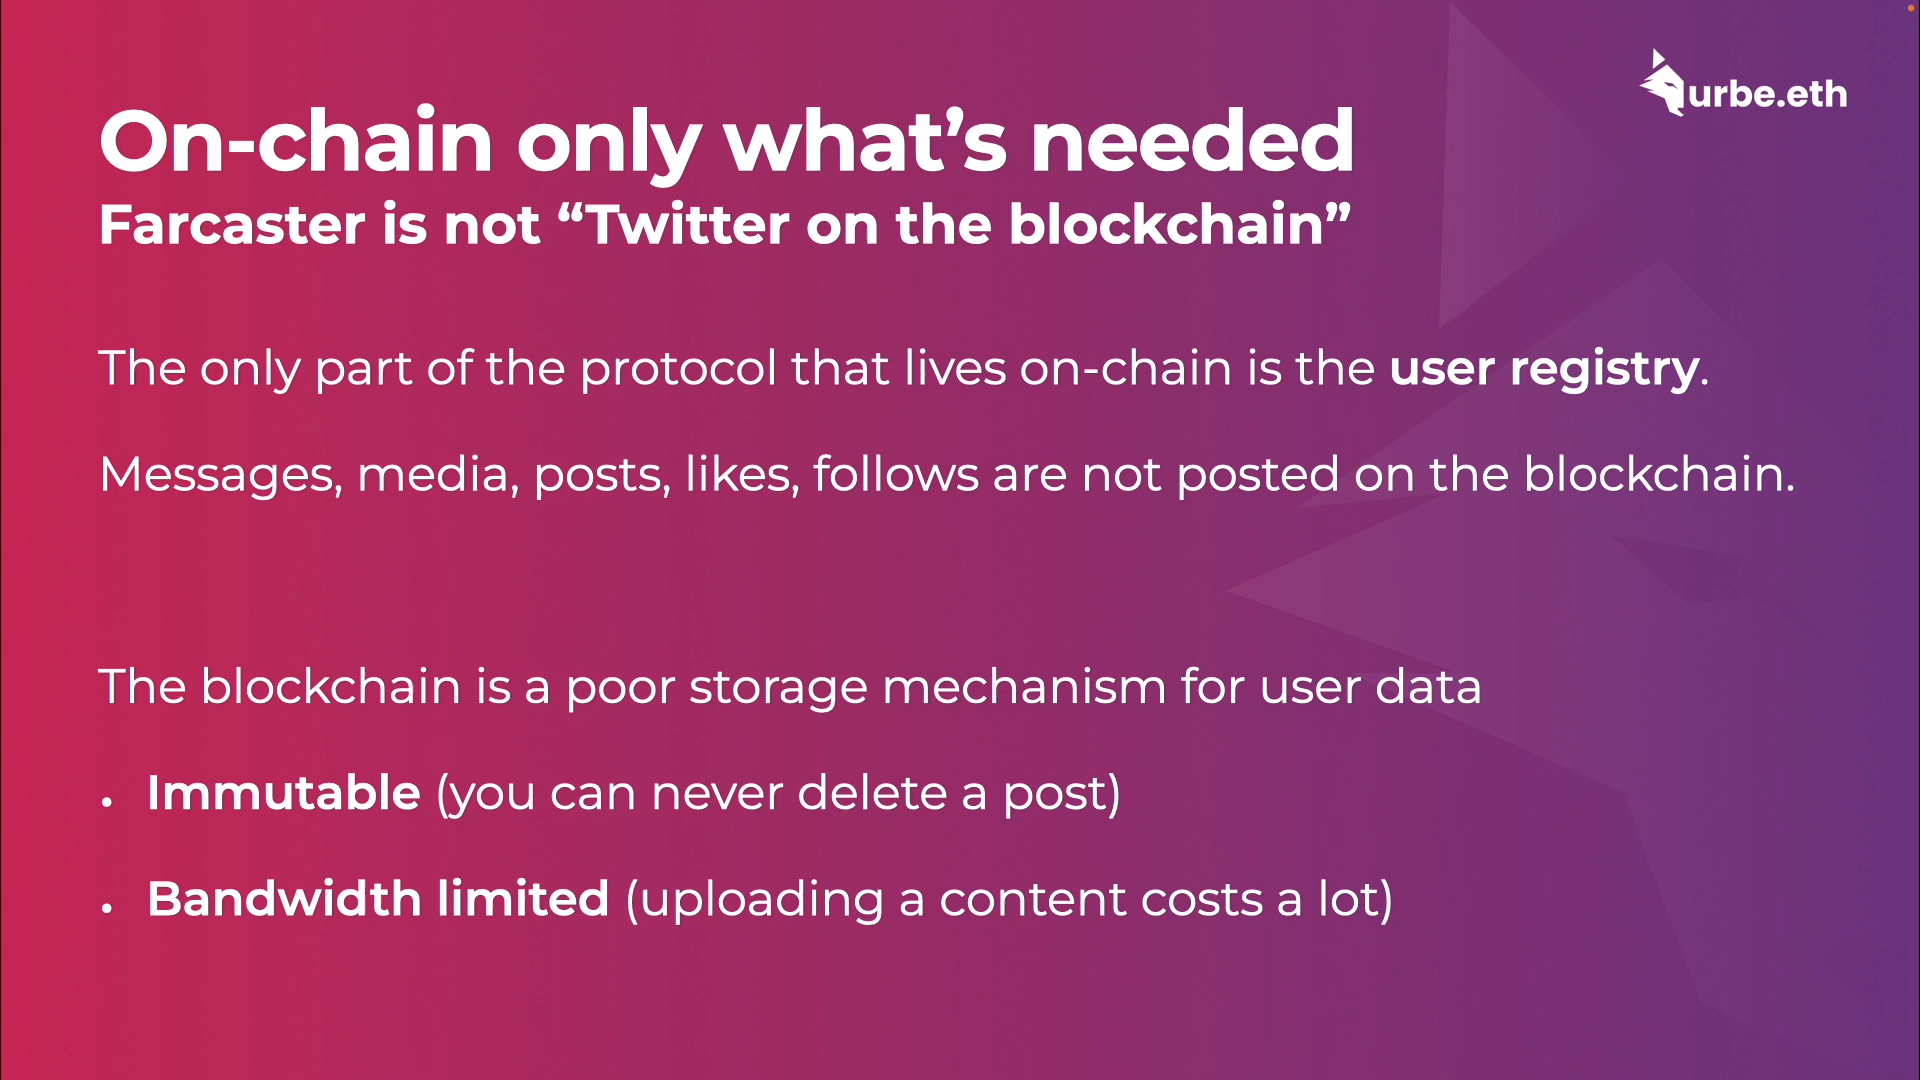 urbe.eth
On-chain only what’s needed
Farcaster is not “Twitter on the blockchain”
The only part of the protocol that lives on-chain is the user registry.
Messages, media, posts, likes, follows are not posted on the blockchain.
The blockchain is a poor storage mechanism for user data
• Immutable (you can never delete a post)
• Bandwidth limited (uploading a content costs a lot)